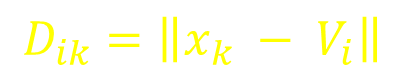 D_{ik} = ‖x_k − V_i‖